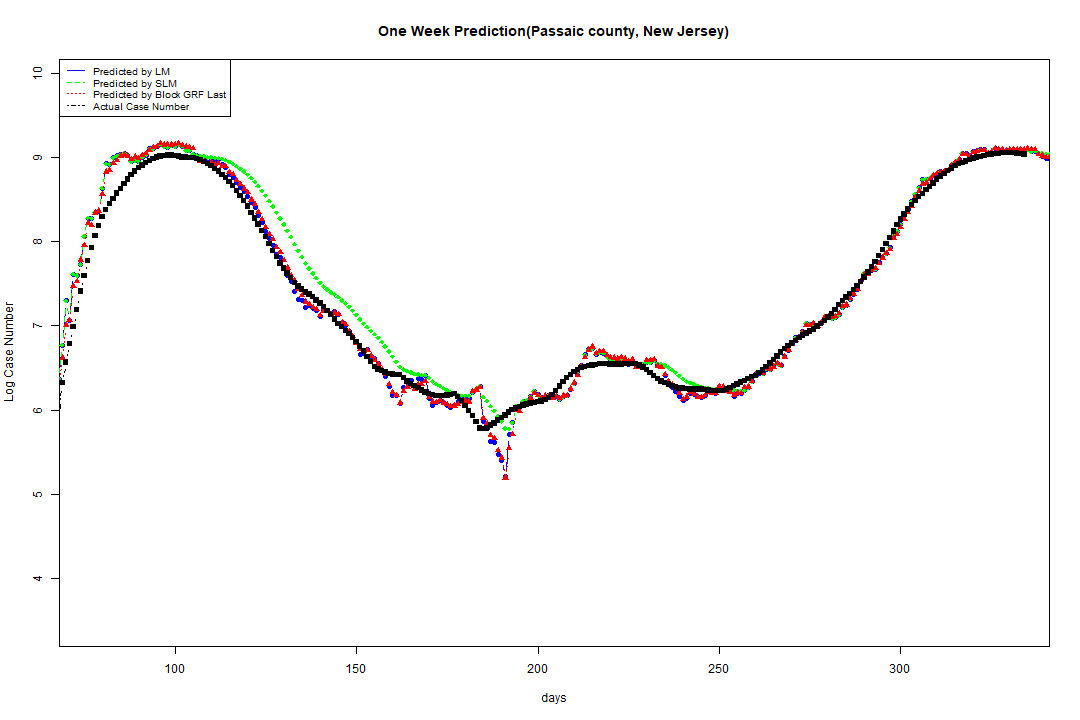 One Week Prediction(Passaic county, New Jersey)
Predicted by LM
Predicted by SLM
Predicted by Block GRF Last
Actual Case Number
10
9
8
7
6
5
4
Log Case Number
100 150 200 250 300
days